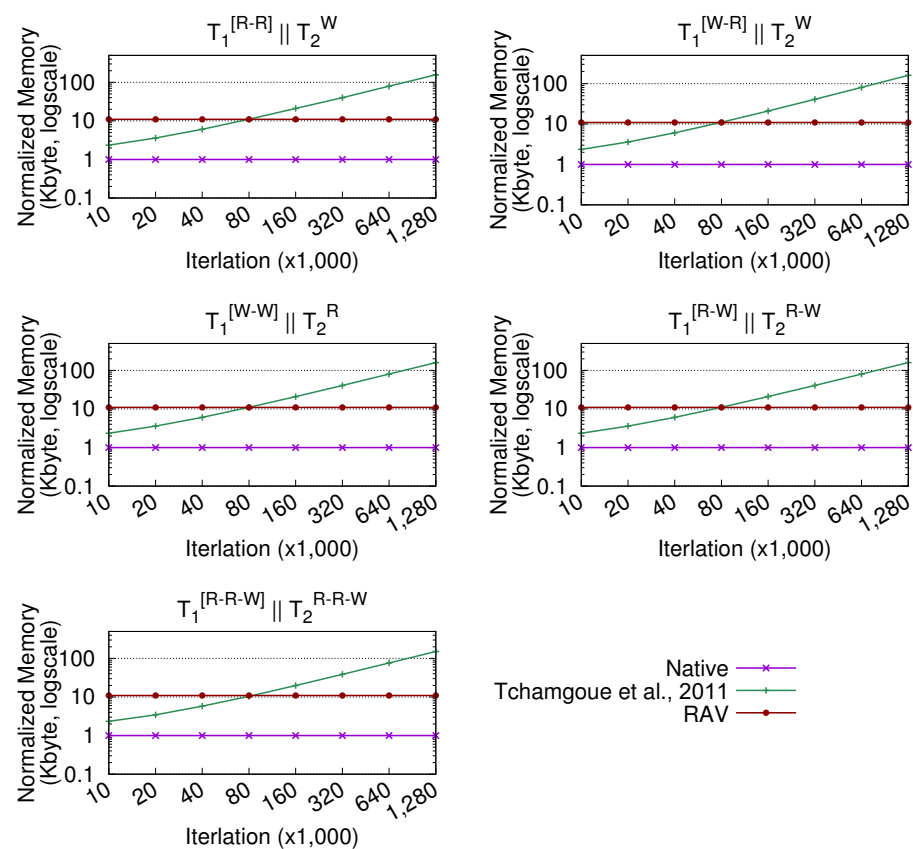 T1^[R-R] || T2^W
Normalized Memory
(Kbyte, logscale)
100
10
1
0.1
10 20 40 80 160 320 640 1,280
Iterlation (x1,000)
T1^[W-R] || T2^W
Normalized Memory
(Kbyte, logscale)
100
10
1
0.1
10 20 40 80 160 320 640 1280
Iterlation (x1,000)
T1^[W-W] || T2^R
Normalized Memory
(Kbyte, logscale)
100
10
1
0.1
10 20 40 80 160 320 640 1,280
Iterlation (x1,000)
T1^[R-W] || T2^R-W
Normalized Memory
(Kbyte, logscale)
100
10
1
0.1
10 20 40 80 160 320 640 1,280
Iterlation (x1,000)
T1^[R-R-W] || T2^R-R-W
Normalized Memory
(Kbyte, logscale)
100
10
1
0.1
10 20 40 80 160 320 640 1,280
Iterlation (x1,000)
Native
Tchamgoue et al., 2011
RAV